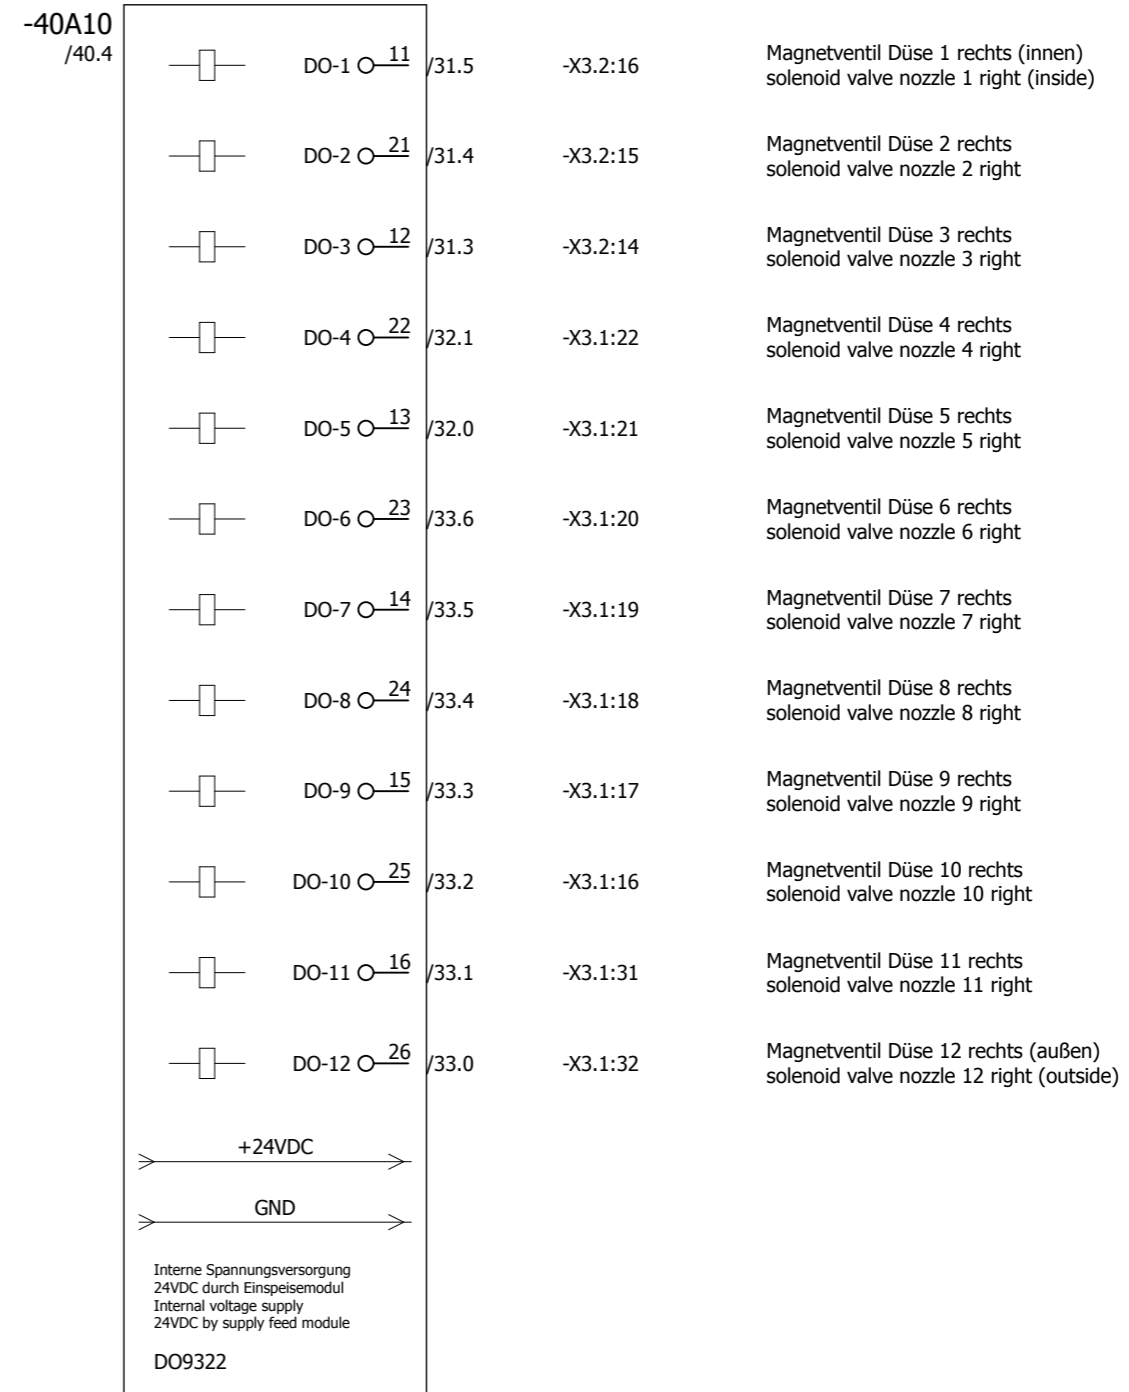 -40A10
/40.4
DO-1 11 /31.5 -X3.2:16 Magnetventil Düse 1 rechts (innen)
solenoid valve nozzle 1 right (inside)
DO-2 21 /31.4 -X3.2:15 Magnetventil Düse 2 rechts
solenoid valve nozzle 2 right
DO-3 12 /31.3 -X3.2:14 Magnetventil Düse 3 rechts
solenoid valve nozzle 3 right
DO-4 22 /32.1 -X3.1:22 Magnetventil Düse 4 rechts
solenoid valve nozzle 4 right
DO-5 13 /32.0 -X3.1:21 Magnetventil Düse 5 rechts
solenoid valve nozzle 5 right
DO-6 23 /33.6 -X3.1:20 Magnetventil Düse 6 rechts
solenoid valve nozzle 6 right
DO-7 14 /33.5 -X3.1:19 Magnetventil Düse 7 rechts
solenoid valve nozzle 7 right
DO-8 24 /33.4 -X3.1:18 Magnetventil Düse 8 rechts
solenoid valve nozzle 8 right
DO-9 15 /33.3 -X3.1:17 Magnetventil Düse 9 rechts
solenoid valve nozzle 9 right
DO-10 25 /33.2 -X3.1:16 Magnetventil Düse 10 rechts
solenoid valve nozzle 10 right
DO-11 16 /33.1 -X3.1:31 Magnetventil Düse 11 rechts
solenoid valve nozzle 11 right
DO-12 26 /33.0 -X3.1:32 Magnetventil Düse 12 rechts (außen)
solenoid valve nozzle 12 right (outside)
+24VDC
GND
Interne Spannungsversorgung
24VDC durch Einspeisemodul
Internal voltage supply
24VDC by supply feed module
DO9322